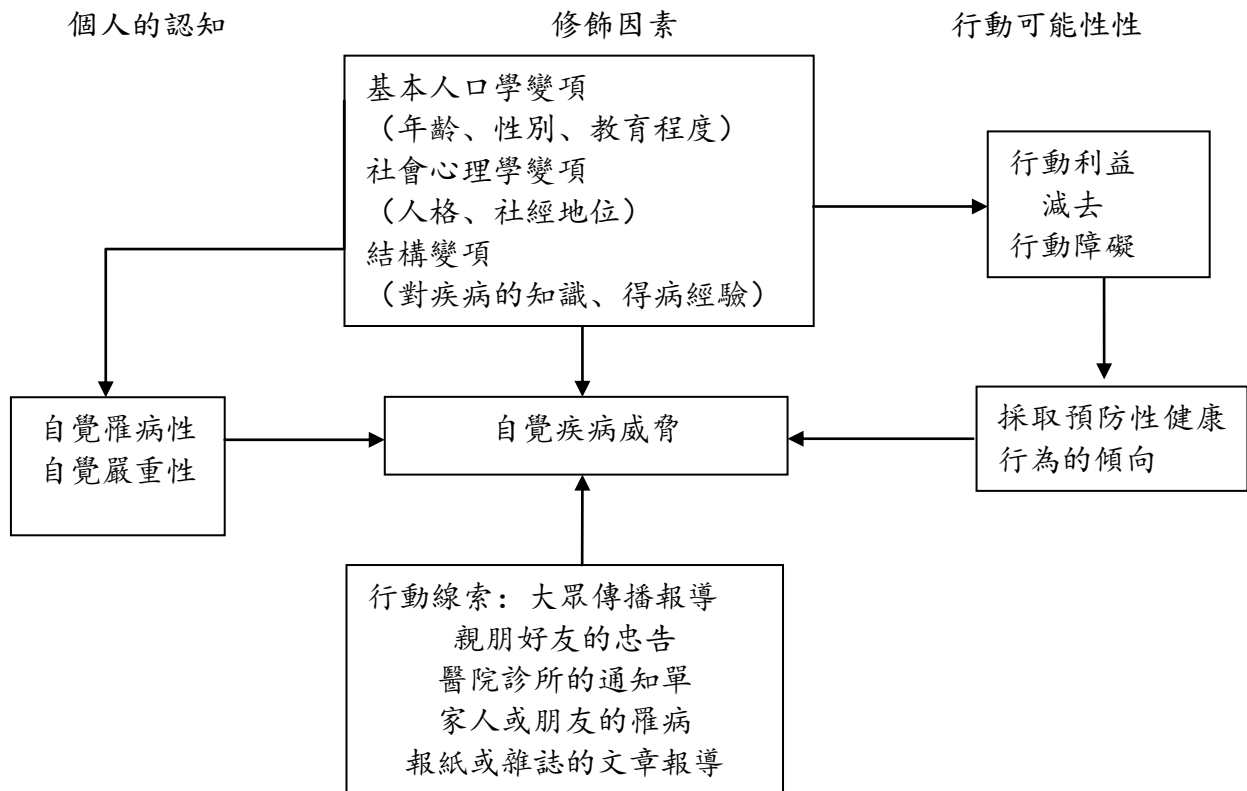 個人的認知
修飾因素
行動可能性性
基本人口學變項
（年齡、性別、教育程度）
社會心理學變項
（人格、社經地位）
結構變項
（對疾病的知識、得病經驗）
行動利益
減去
行動障礙
自覺罹病性
自覺嚴重性
自覺疾病威脅
採取預防性健康
行為的傾向
行動線索：大眾傳播報導
親朋好友的忠告
醫院診所的通知單
家人或朋友的罹病
報紙或雜誌的文章報導